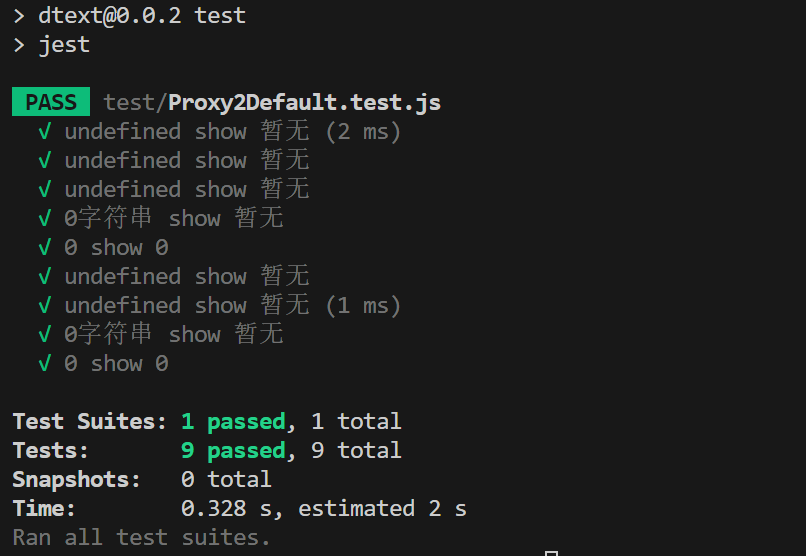 > dtext@0.0.2 test
> jest
PASS test/Proxy2Default.test.js
√ undefined show 暂无 (2 ms)
√ undefined show 暂无
√ undefined show 暂无
√ 0字符串 show 暂无
√ 0 show 0
√ undefined show 暂无
√ undefined show 暂无 (1 ms)
√ 0字符串 show 暂无
√ 0 show 0
Test Suites: 1 passed, 1 total
Tests: 9 passed, 9 total
Snapshots: 0 total
Time: 0.328 s, estimated 2 s
Ran all test suites.